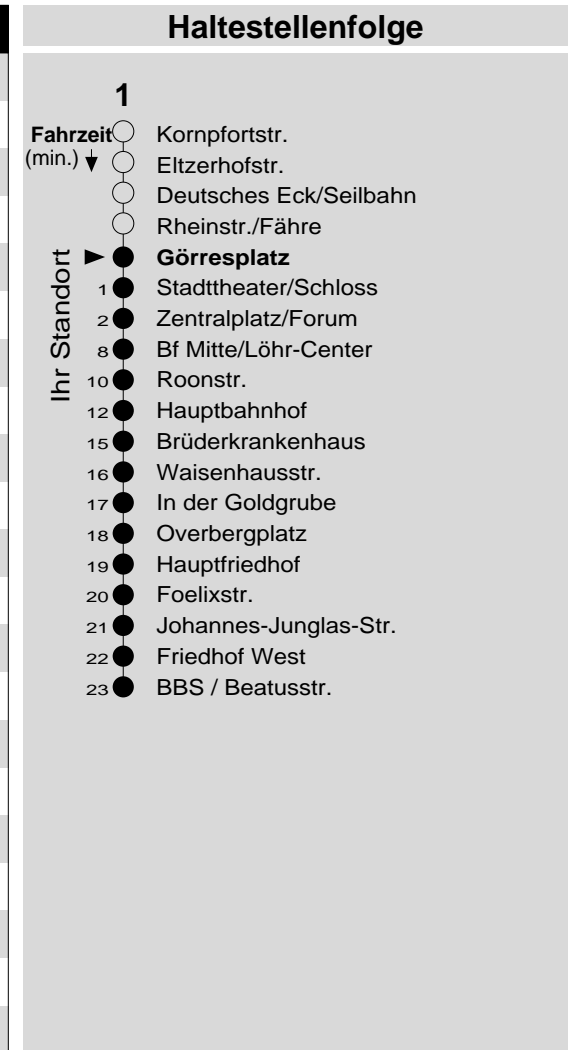 Haltestellenfolge
1
Fahrzeit Kornpfortstr.
(min.) Eltzerhofstr.
Deutsches Eck/Seilbahn
Rheinstr./Fähre
Ihr Standort
Görresplatz
1 Stadttheater/Schloss
2 Zentralplatz/Forum
8 Bf Mitte/Löhr-Center
10 Roonstr.
12 Hauptbahnhof
15 Brüderkrankenhaus
16 Waisenhausstr.
17 In der Goldgrube
18 Overbergplatz
19 Hauptfriedhof
20 Foelixstr.
21 Johannes-Junglas-Str.
22 Friedhof West
23 BBS / Beatusstr.